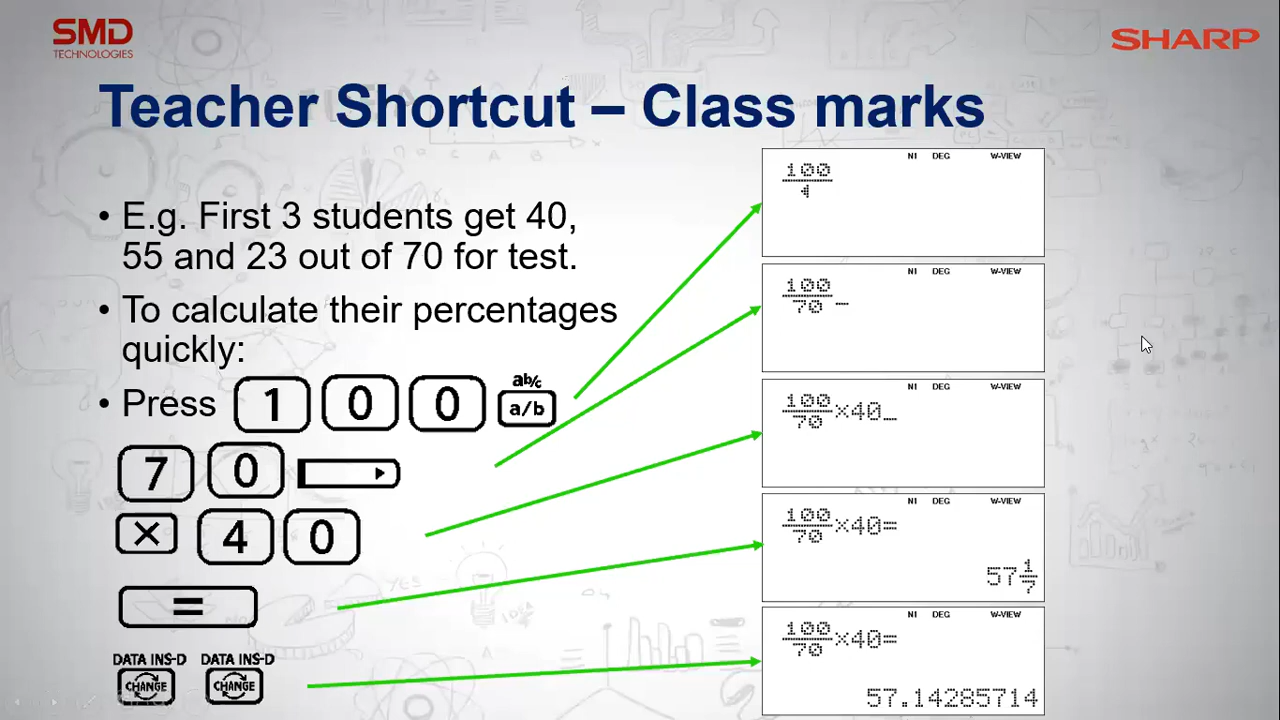 SMD
TECHNOLOGIES
SHARP
Teacher Shortcut – Class marks
• E.g. First 3 students get 40,
55 and 23 out of 70 for test.
• To calculate their percentages
quickly:
• Press 1 0 0 ab/c
a/b
7 0
× 4 0
=
DATA INS-D DATA INS-D
CHANGE CHANGE
NI DEG W-VIEW
100
NI DEG W-VIEW
100
70
NI DEG W-VIEW
100
70 ×40
NI DEG W-VIEW
100
70 ×40=
57 1
7
NI DEG W-VIEW
100
70 ×40=
57.14285714